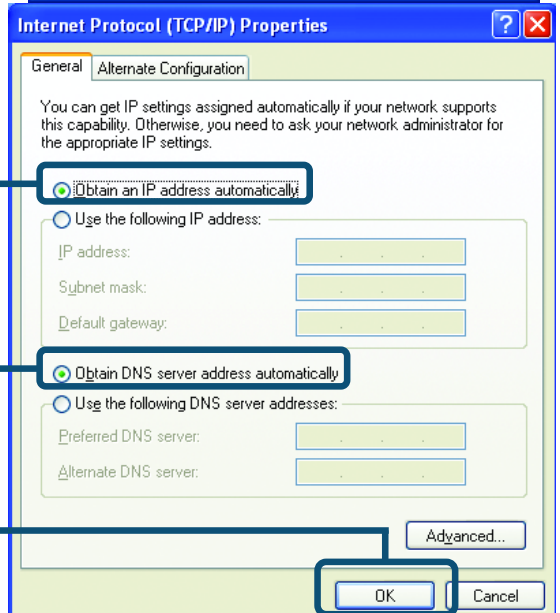 Internet Protocol (TCP/IP) Properties
General
Alternate Configuration
You can get IP settings assigned automatically if your network supports
this capability. Otherwise, you need to ask your network administrator for
the appropriate IP settings.
Obtain an IP address automatically
Use the following IP address:
IP address:
Subnet mask:
Default gateway:
Obtain DNS server address automatically
Use the following DNS server addresses:
Preferred DNS server:
Alternate DNS server:
Advanced...
OK
Cancel